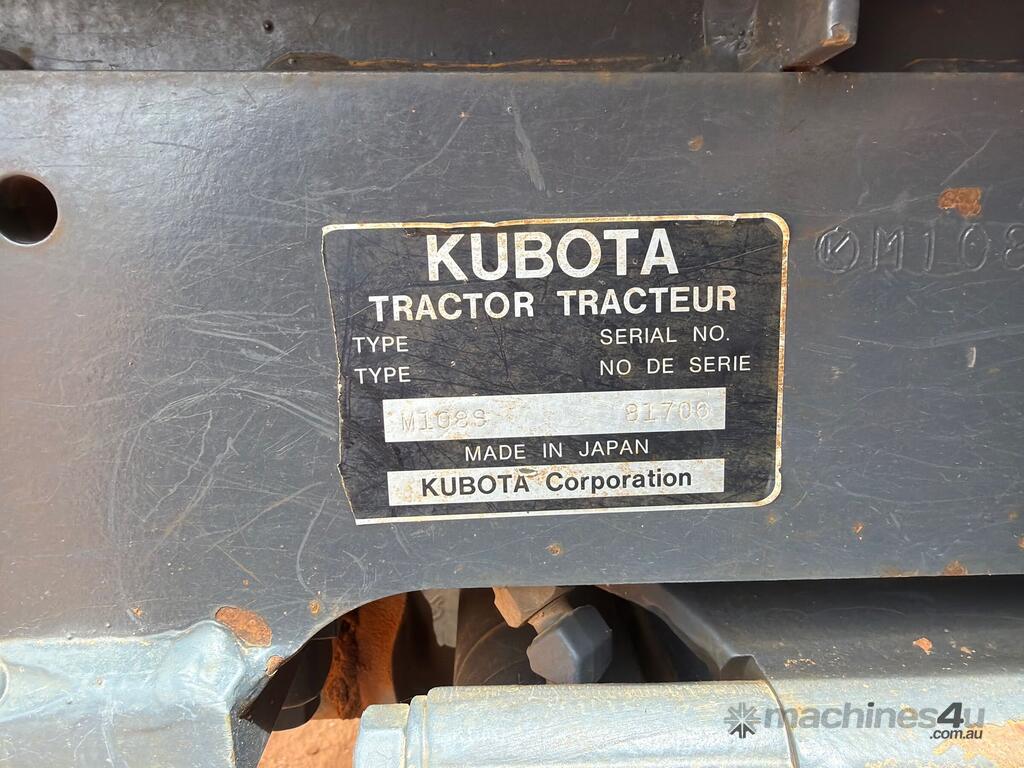 KUBOTA
TRACTOR TRACTEUR
TYPE SERIAL NO.
TYPE NO DE SERIE
M108S 81706
MADE IN JAPAN
KUBOTA Corporation
M108
machines4u
.com.au